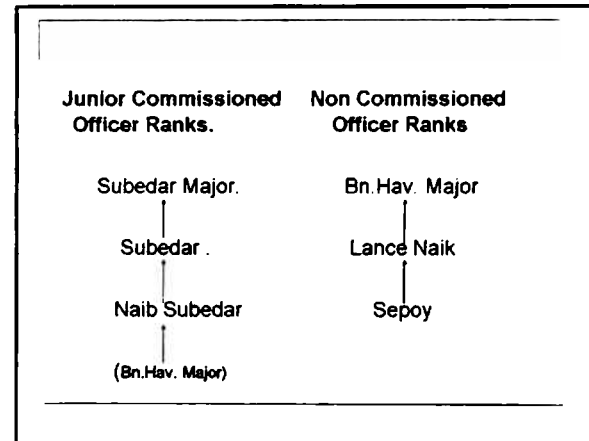 Junior Commissioned
Officer Ranks.
Subedar Major.
Subedar .
Naib Subedar
(Bn.Hav. Major)
Non Commissioned
Officer Ranks
Bn.Hav. Major
Lance Naik
Sepoy